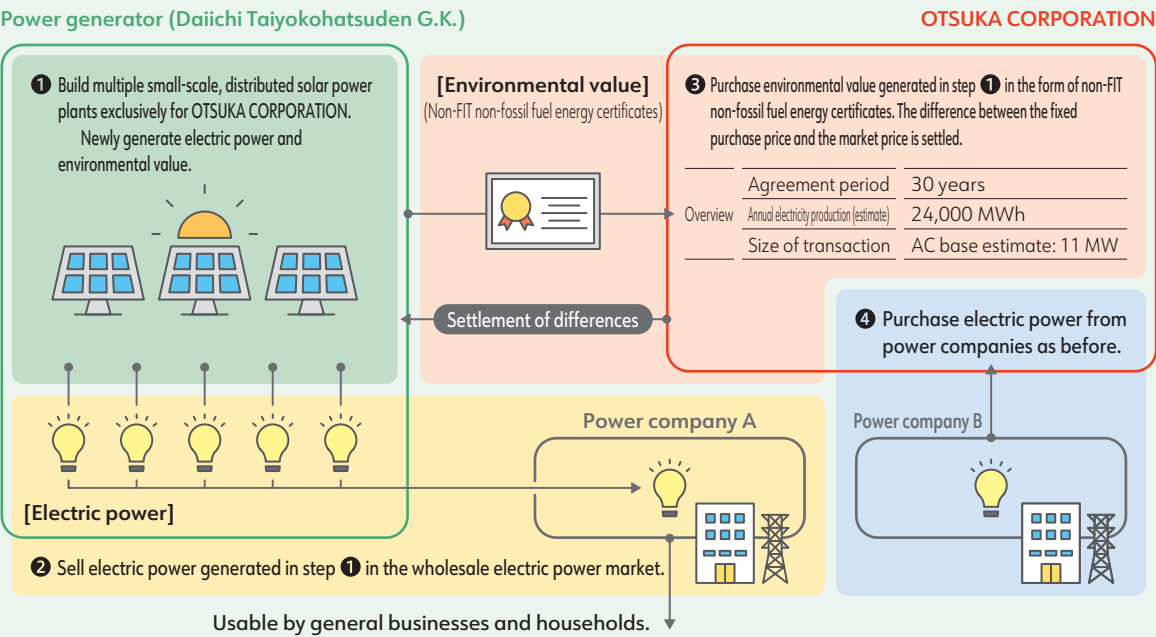 Power generator (Daiichi Taiyokohatsuden G.K.)
OTSUKA CORPORATION
❶ Build multiple small-scale, distributed solar power
plants exclusively for OTSUKA CORPORATION.
Newly generate electric power and
environmental value.
[Environmental value]
(Non-FIT non-fossil fuel energy certificates)
❸ Purchase environmental value generated in step ❶ in the form of non-FIT
non-fossil fuel energy certificates. The difference between the fixed
purchase price and the market price is settled.
Overview
Agreement period 30 years
Annual electricity production (estimate) 24,000 MWh
Size of transaction AC base estimate: 11 MW
Settlement of differences
❹ Purchase electric power from
power companies as before.
Power company A
Power company B
[Electric power]
❷ Sell electric power generated in step ❶ in the wholesale electric power market.
Usable by general businesses and households.